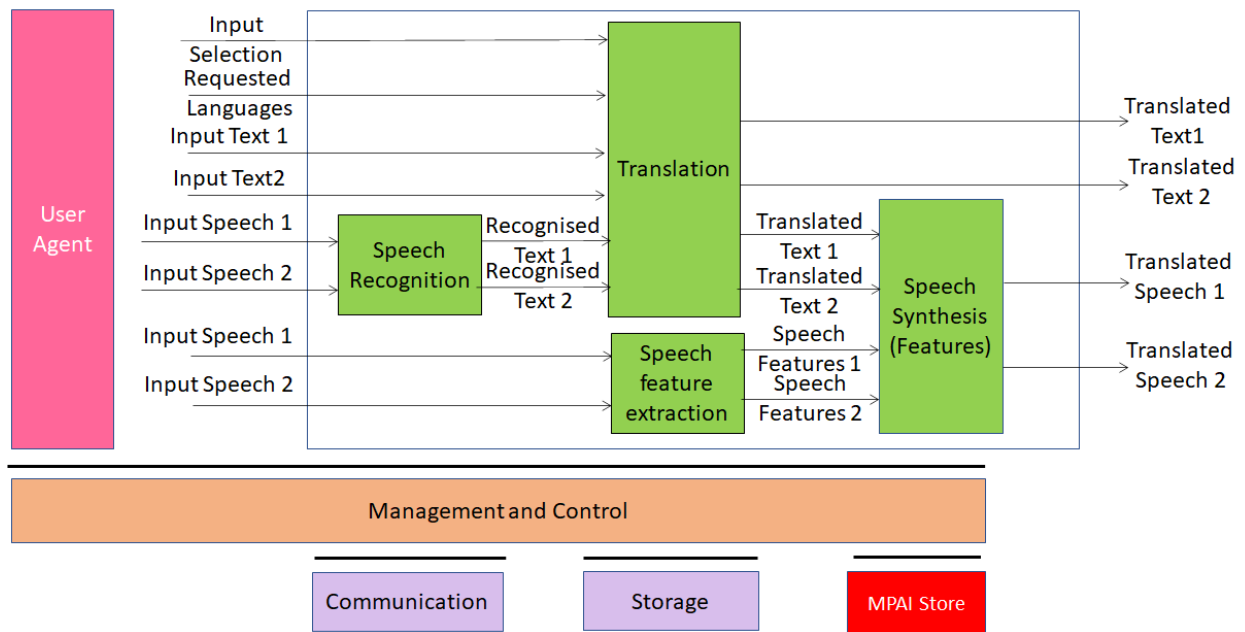 Input
Selection
Requested
Languages
Input Text 1
Input Text2
Input Speech 1
Input Speech 2
Input Speech 1
Input Speech 2
User
Agent
Speech
Recognition
Recognised
Text 1
Recognised
Text 2
Translation
Speech
feature
extraction
Translated
Text 1
Translated
Text 2
Speech
Features 1
Speech
Features 2
Speech
Synthesis
(Features)
Translated
Text1
Translated
Text 2
Translated
Speech 1
Translated
Speech 2
Management and Control
Communication
Storage
MPAI Store